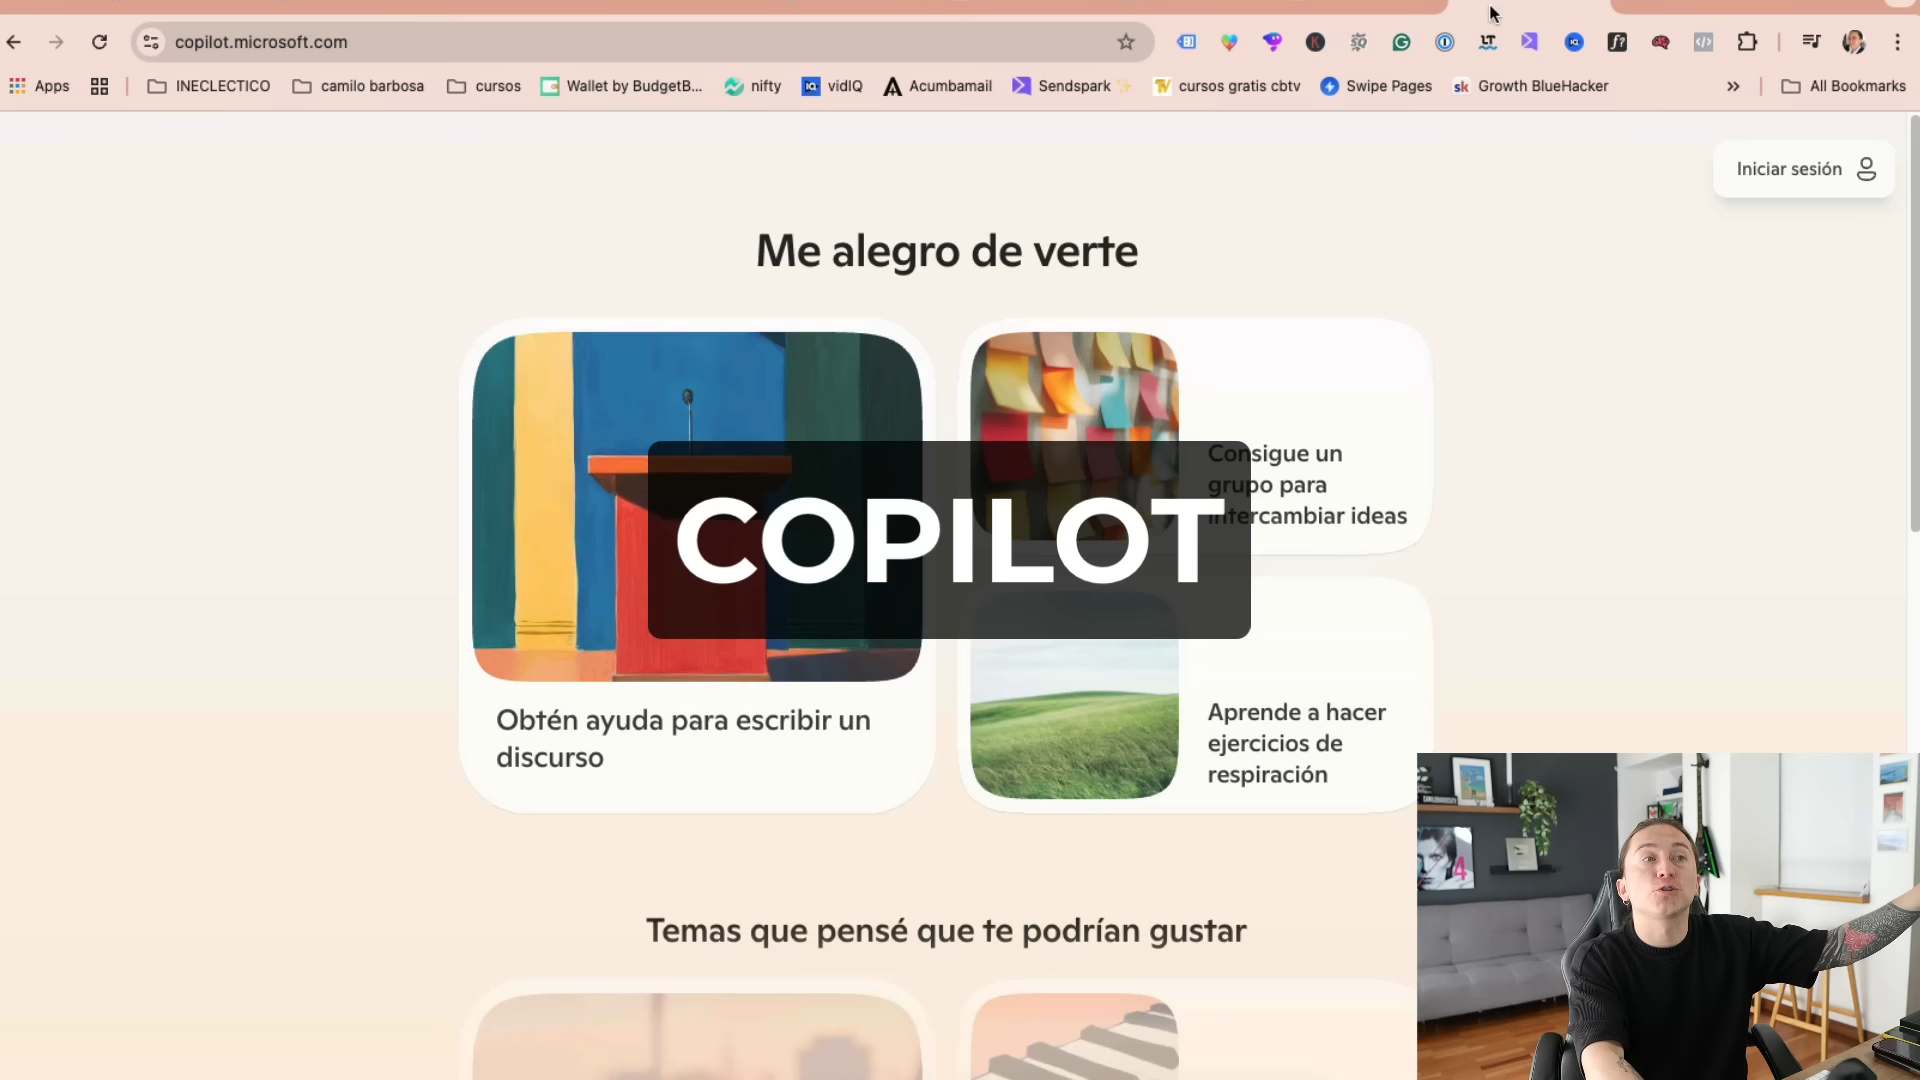 copilot.microsoft.com
Apps
INECLECTICO
camilo barbosa
cursos
Wallet by BudgetB...
nifty
vidIQ
Acumbamail
Sendspark
cursos gratis cbtv
Swipe Pages
Growth BlueHacker
All Bookmarks
Iniciar sesión
Me alegro de verte
Consigue un
grupo para
intercambiar ideas
COPILOT
Obtén ayuda para escribir un
discurso
Aprende a hacer
ejercicios de
respiración
Temas que pensé que te podrían gustar